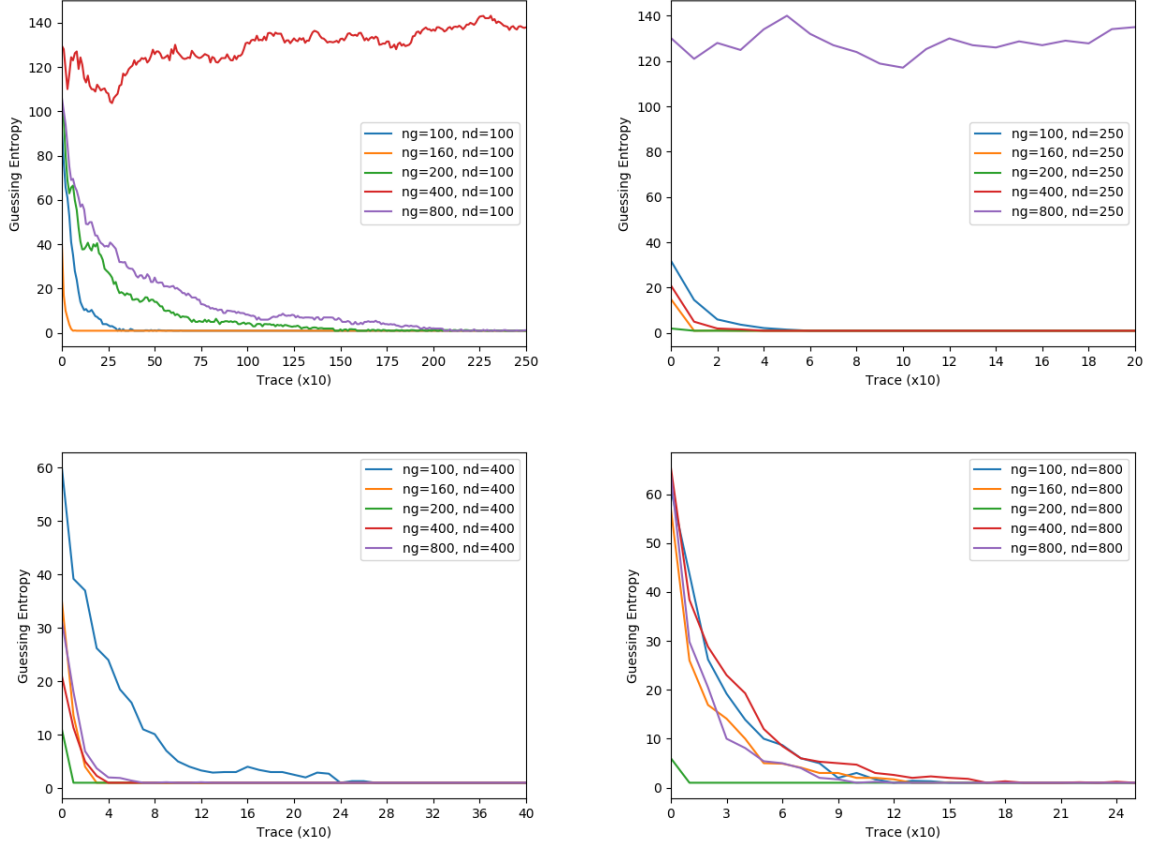 140
120
100
80
60
40
20
0
Guessing Entropy
ng=100, nd=100
ng=160, nd=100
ng=200, nd=100
ng=400, nd=100
ng=800, nd=100
0 25 50 75 100 125 150 175 200 225 250
Trace (x10)
140
120
100
80
60
40
20
0
Guessing Entropy
ng=100, nd=250
ng=160, nd=250
ng=200, nd=250
ng=400, nd=250
ng=800, nd=250
0 2 4 6 8 10 12 14 16 18 20
Trace (x10)
60
50
40
30
20
10
0
Guessing Entropy
ng=100, nd=400
ng=160, nd=400
ng=200, nd=400
ng=400, nd=400
ng=800, nd=400
0 4 8 12 16 20 24 28 32 36 40
Trace (x10)
60
50
40
30
20
10
0
Guessing Entropy
ng=100, nd=800
ng=160, nd=800
ng=200, nd=800
ng=400, nd=800
ng=800, nd=800
0 3 6 9 12 15 18 21 24
Trace (x10)